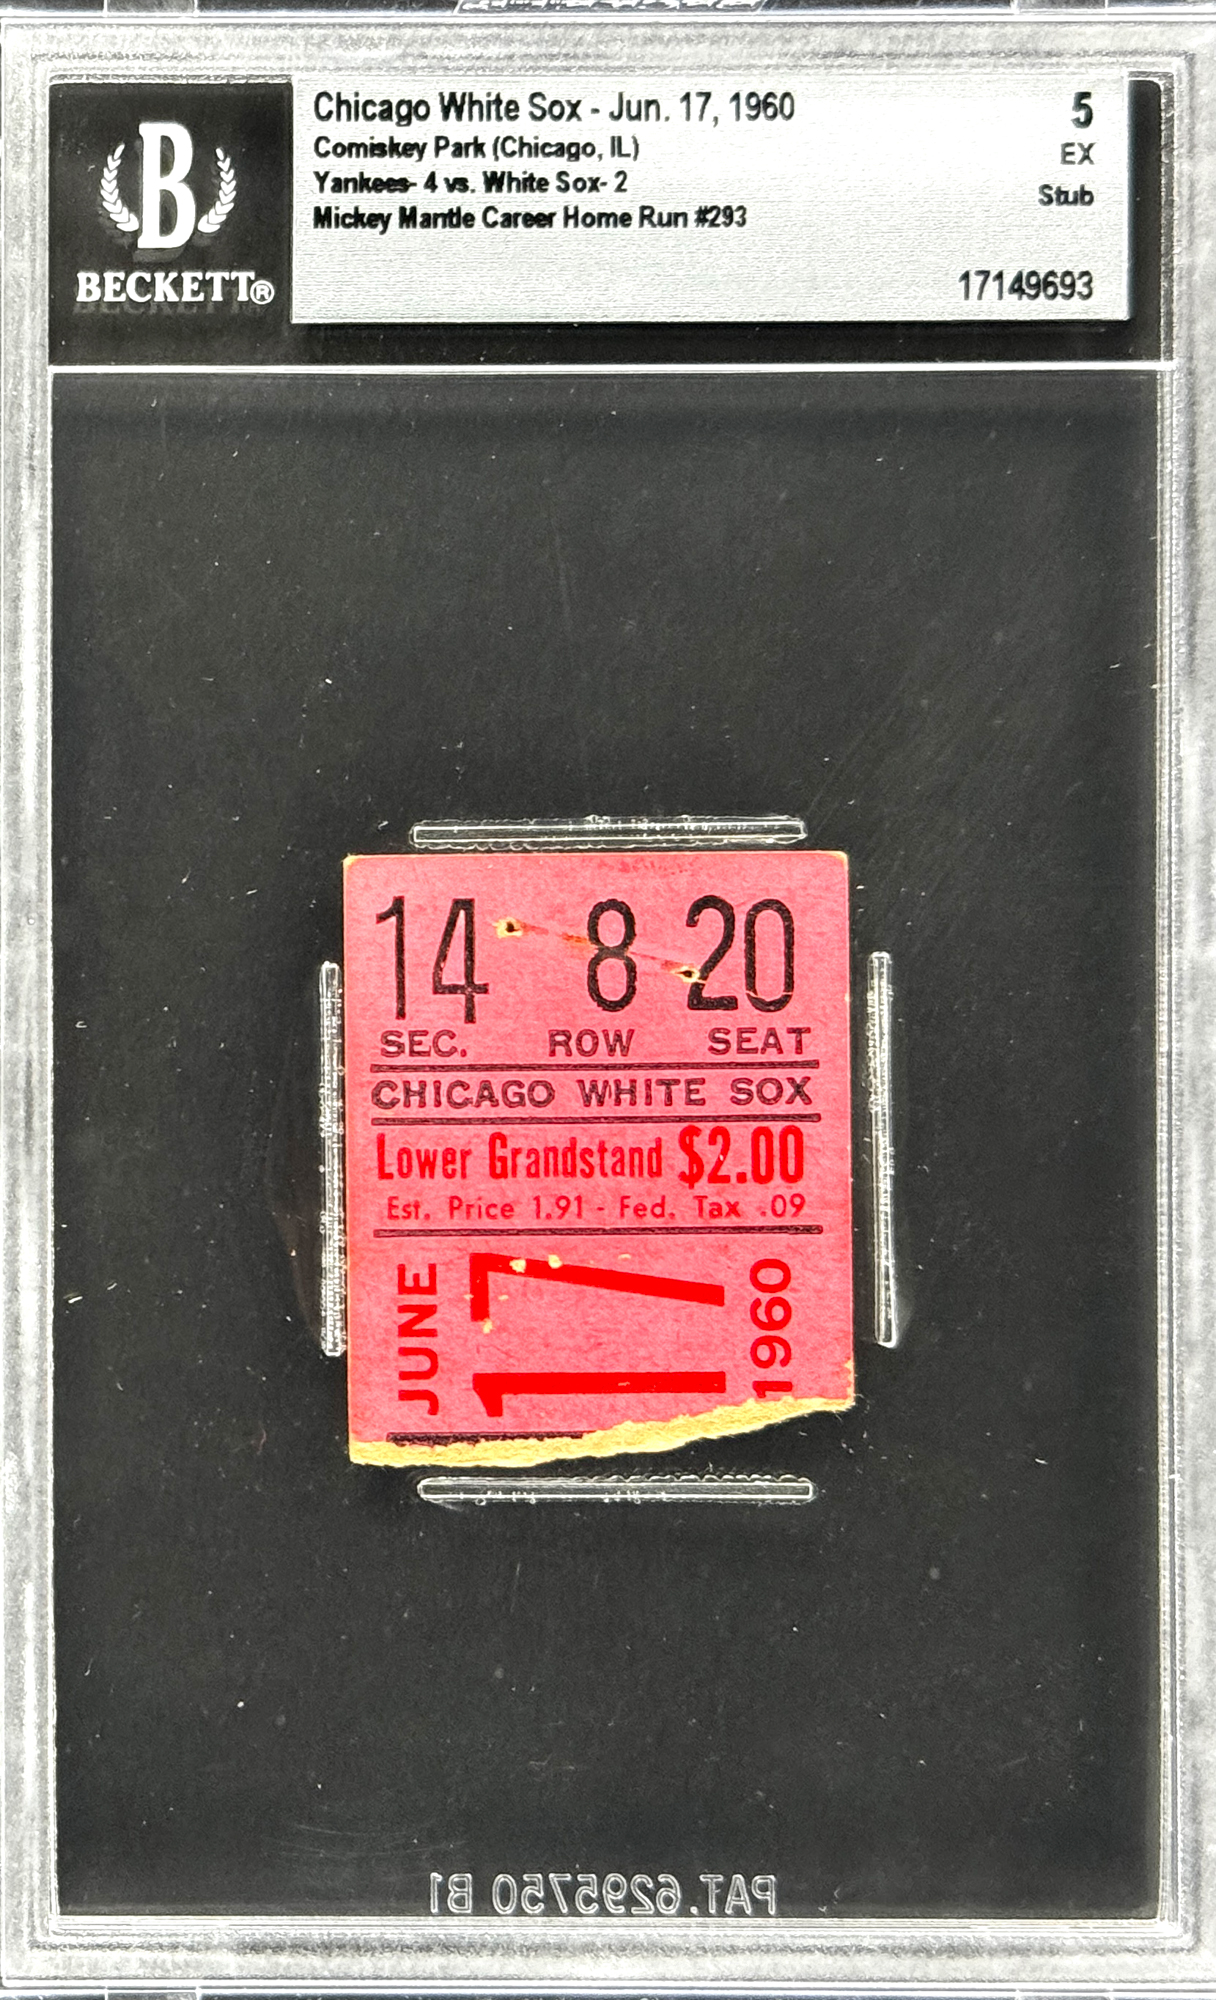 B
BECKETT®
Chicago White Sox - Jun. 17, 1960
Comiskey Park (Chicago, IL)
Yankees- 4 vs. White Sox- 2
Mickey Mantle Career Home Run #293
5
EX
Stub
17149693
14 8 20
SEC. ROW SEAT
CHICAGO WHITE SOX
Lower Grandstand $2.00
Est. Price 1.91 - Fed. Tax .09
JUNE
17
1960
PAT.6295750 B1